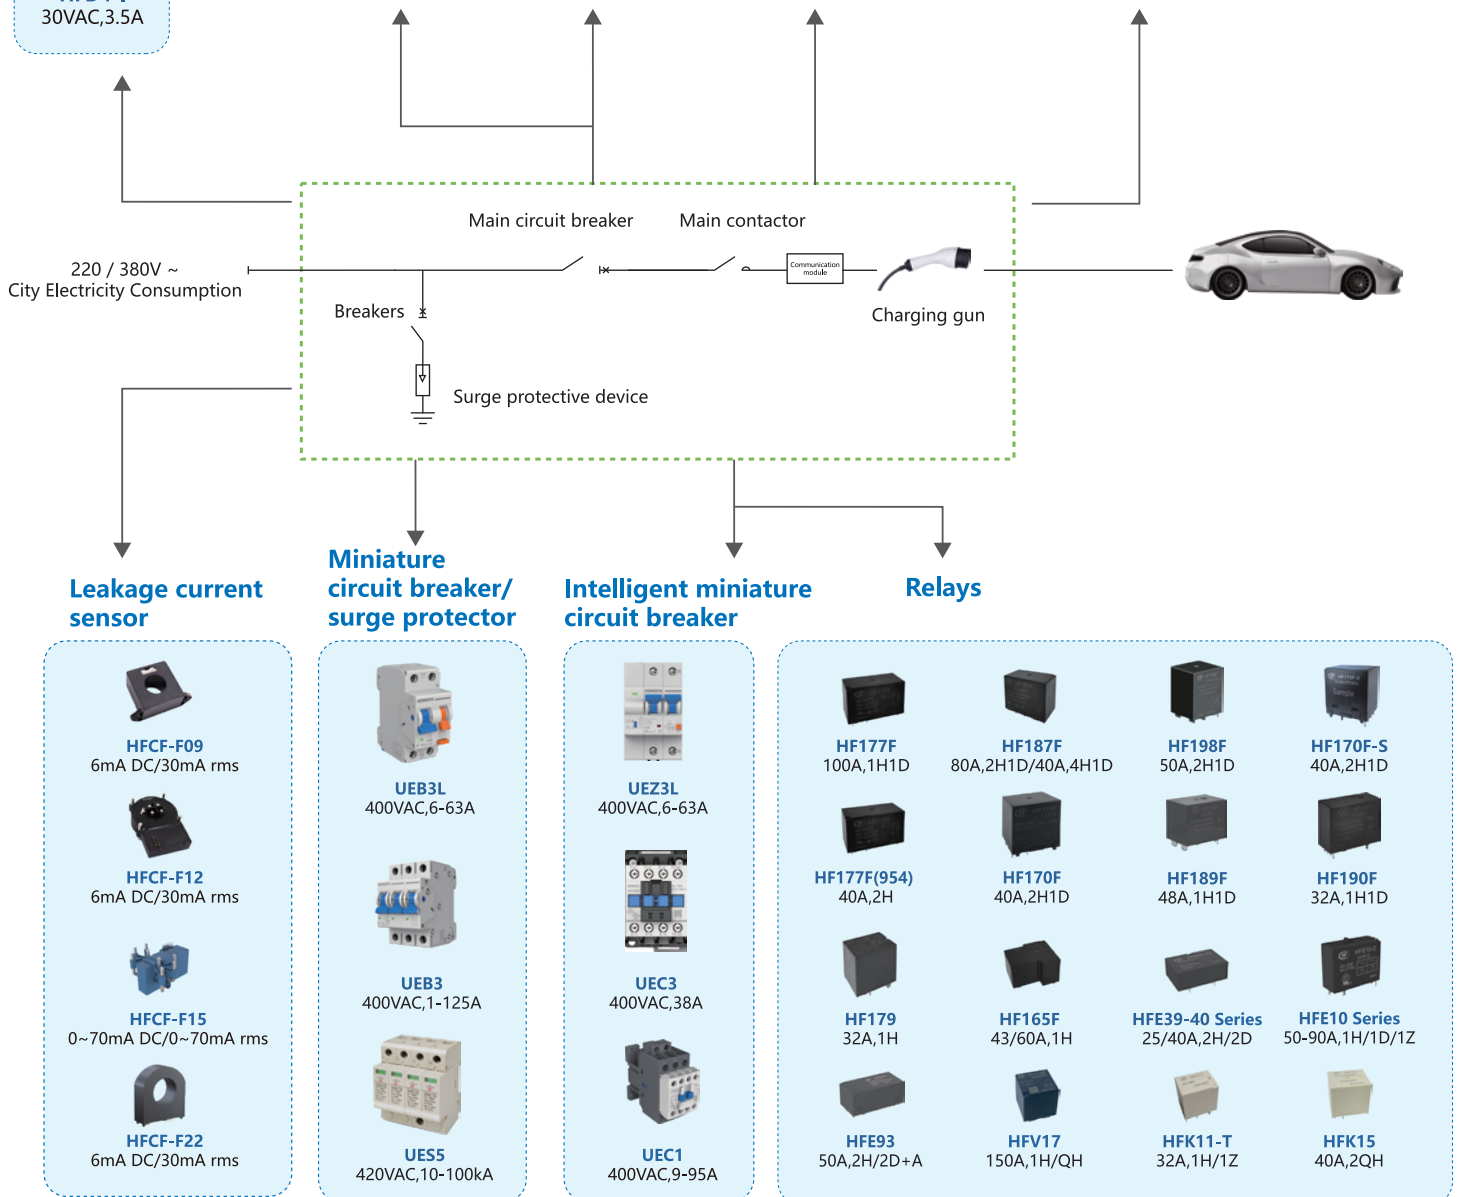 30VAC,3.5A
Main circuit breaker
Main contactor
220 / 380V ~
City Electricity Consumption
Communication
module
Breakers
Charging gun
Surge protective device
Leakage current
sensor
HFCF-F09
6mA DC/30mA rms
HFCF-F12
6mA DC/30mA rms
HFCF-F15
0~70mA DC/0~70mA rms
HFCF-F22
6mA DC/30mA rms
Miniature
circuit breaker/
surge protector
UEB3L
400VAC,6-63A
UEB3
400VAC,1-125A
UES5
420VAC,10-100kA
Intelligent miniature
circuit breaker
UEZ3L
400VAC,6-63A
UEC3
400VAC,38A
UEC1
400VAC,9-95A
Relays
HF177F
100A,1H1D
HF187F
80A,2H1D/40A,4H1D
HF198F
50A,2H1D
Sample
HF170F-S
40A,2H1D
HF177F(954)
40A,2H
HF170F
40A,2H1D
HF189F
48A,1H1D
HF190F
32A,1H1D
HF179
32A,1H
HF165F
43/60A,1H
HFE39-40 Series
25/40A,2H/2D
HFE10 Series
50-90A,1H/1D/1Z
HFE93
50A,2H/2D+A
HFV17
150A,1H/QH
HFK11-T
32A,1H/1Z
HFK15
40A,2QH